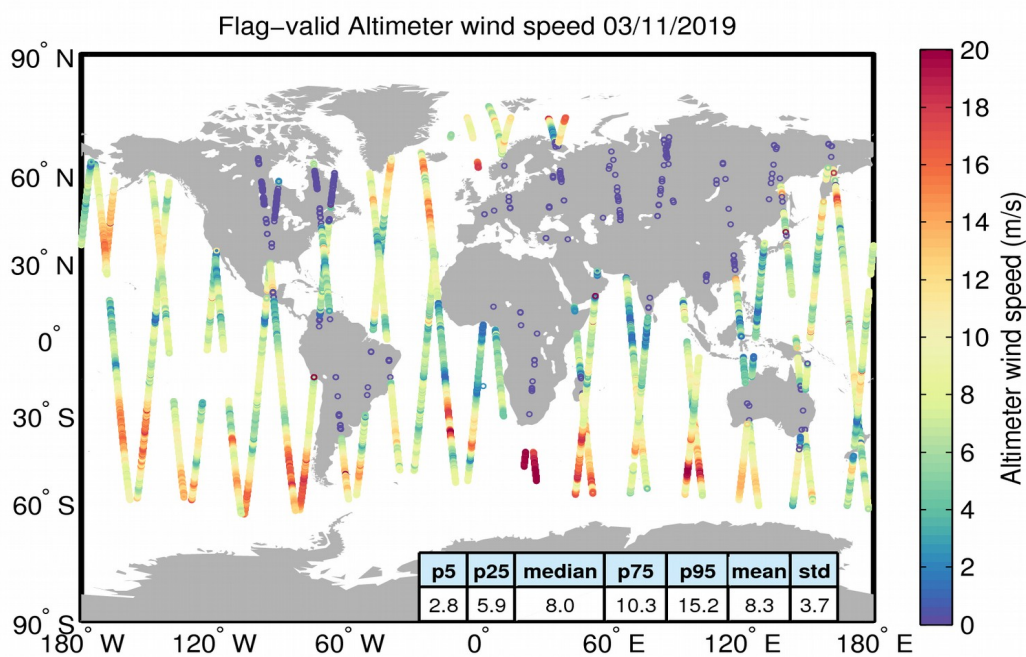 Flag−valid Altimeter wind speed 03/11/2019
90° N
60° N
30° N
0°
30° S
60° S
90° S
180° W
120° W
60° W
0°
60° E
120° E
180° E
p5 p25 median p75 p95 mean std
2.8 5.9 8.0 10.3 15.2 8.3 3.7
20
18
16
14
12
10
8
6
4
2
0
Altimeter wind speed (m/s)